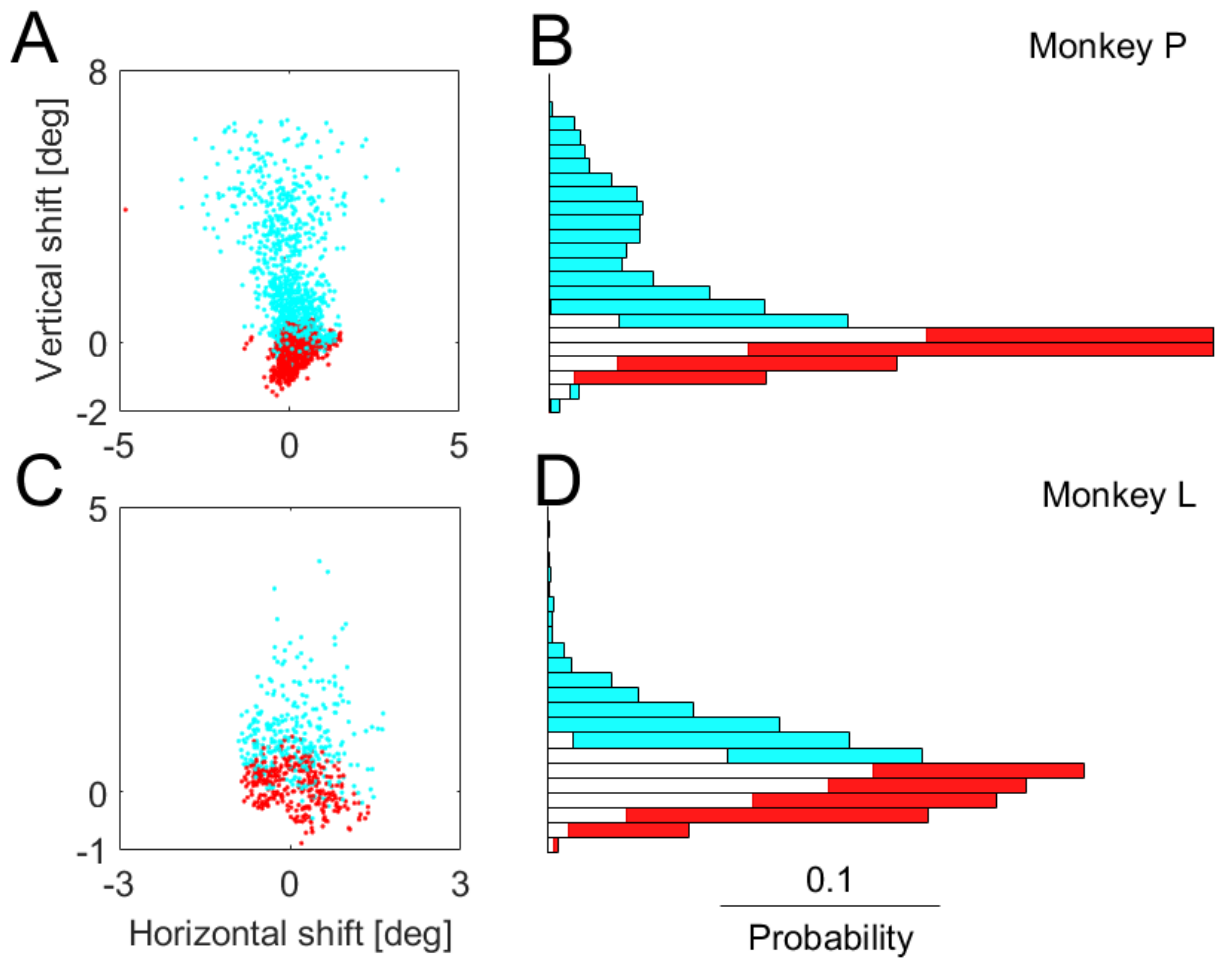 A
B
Monkey P
8
Vertical shift [deg]
0
-2
-5
0
5
C
D
Monkey L
5
0
-1
-3
0
3
0.1
Horizontal shift [deg]
Probability